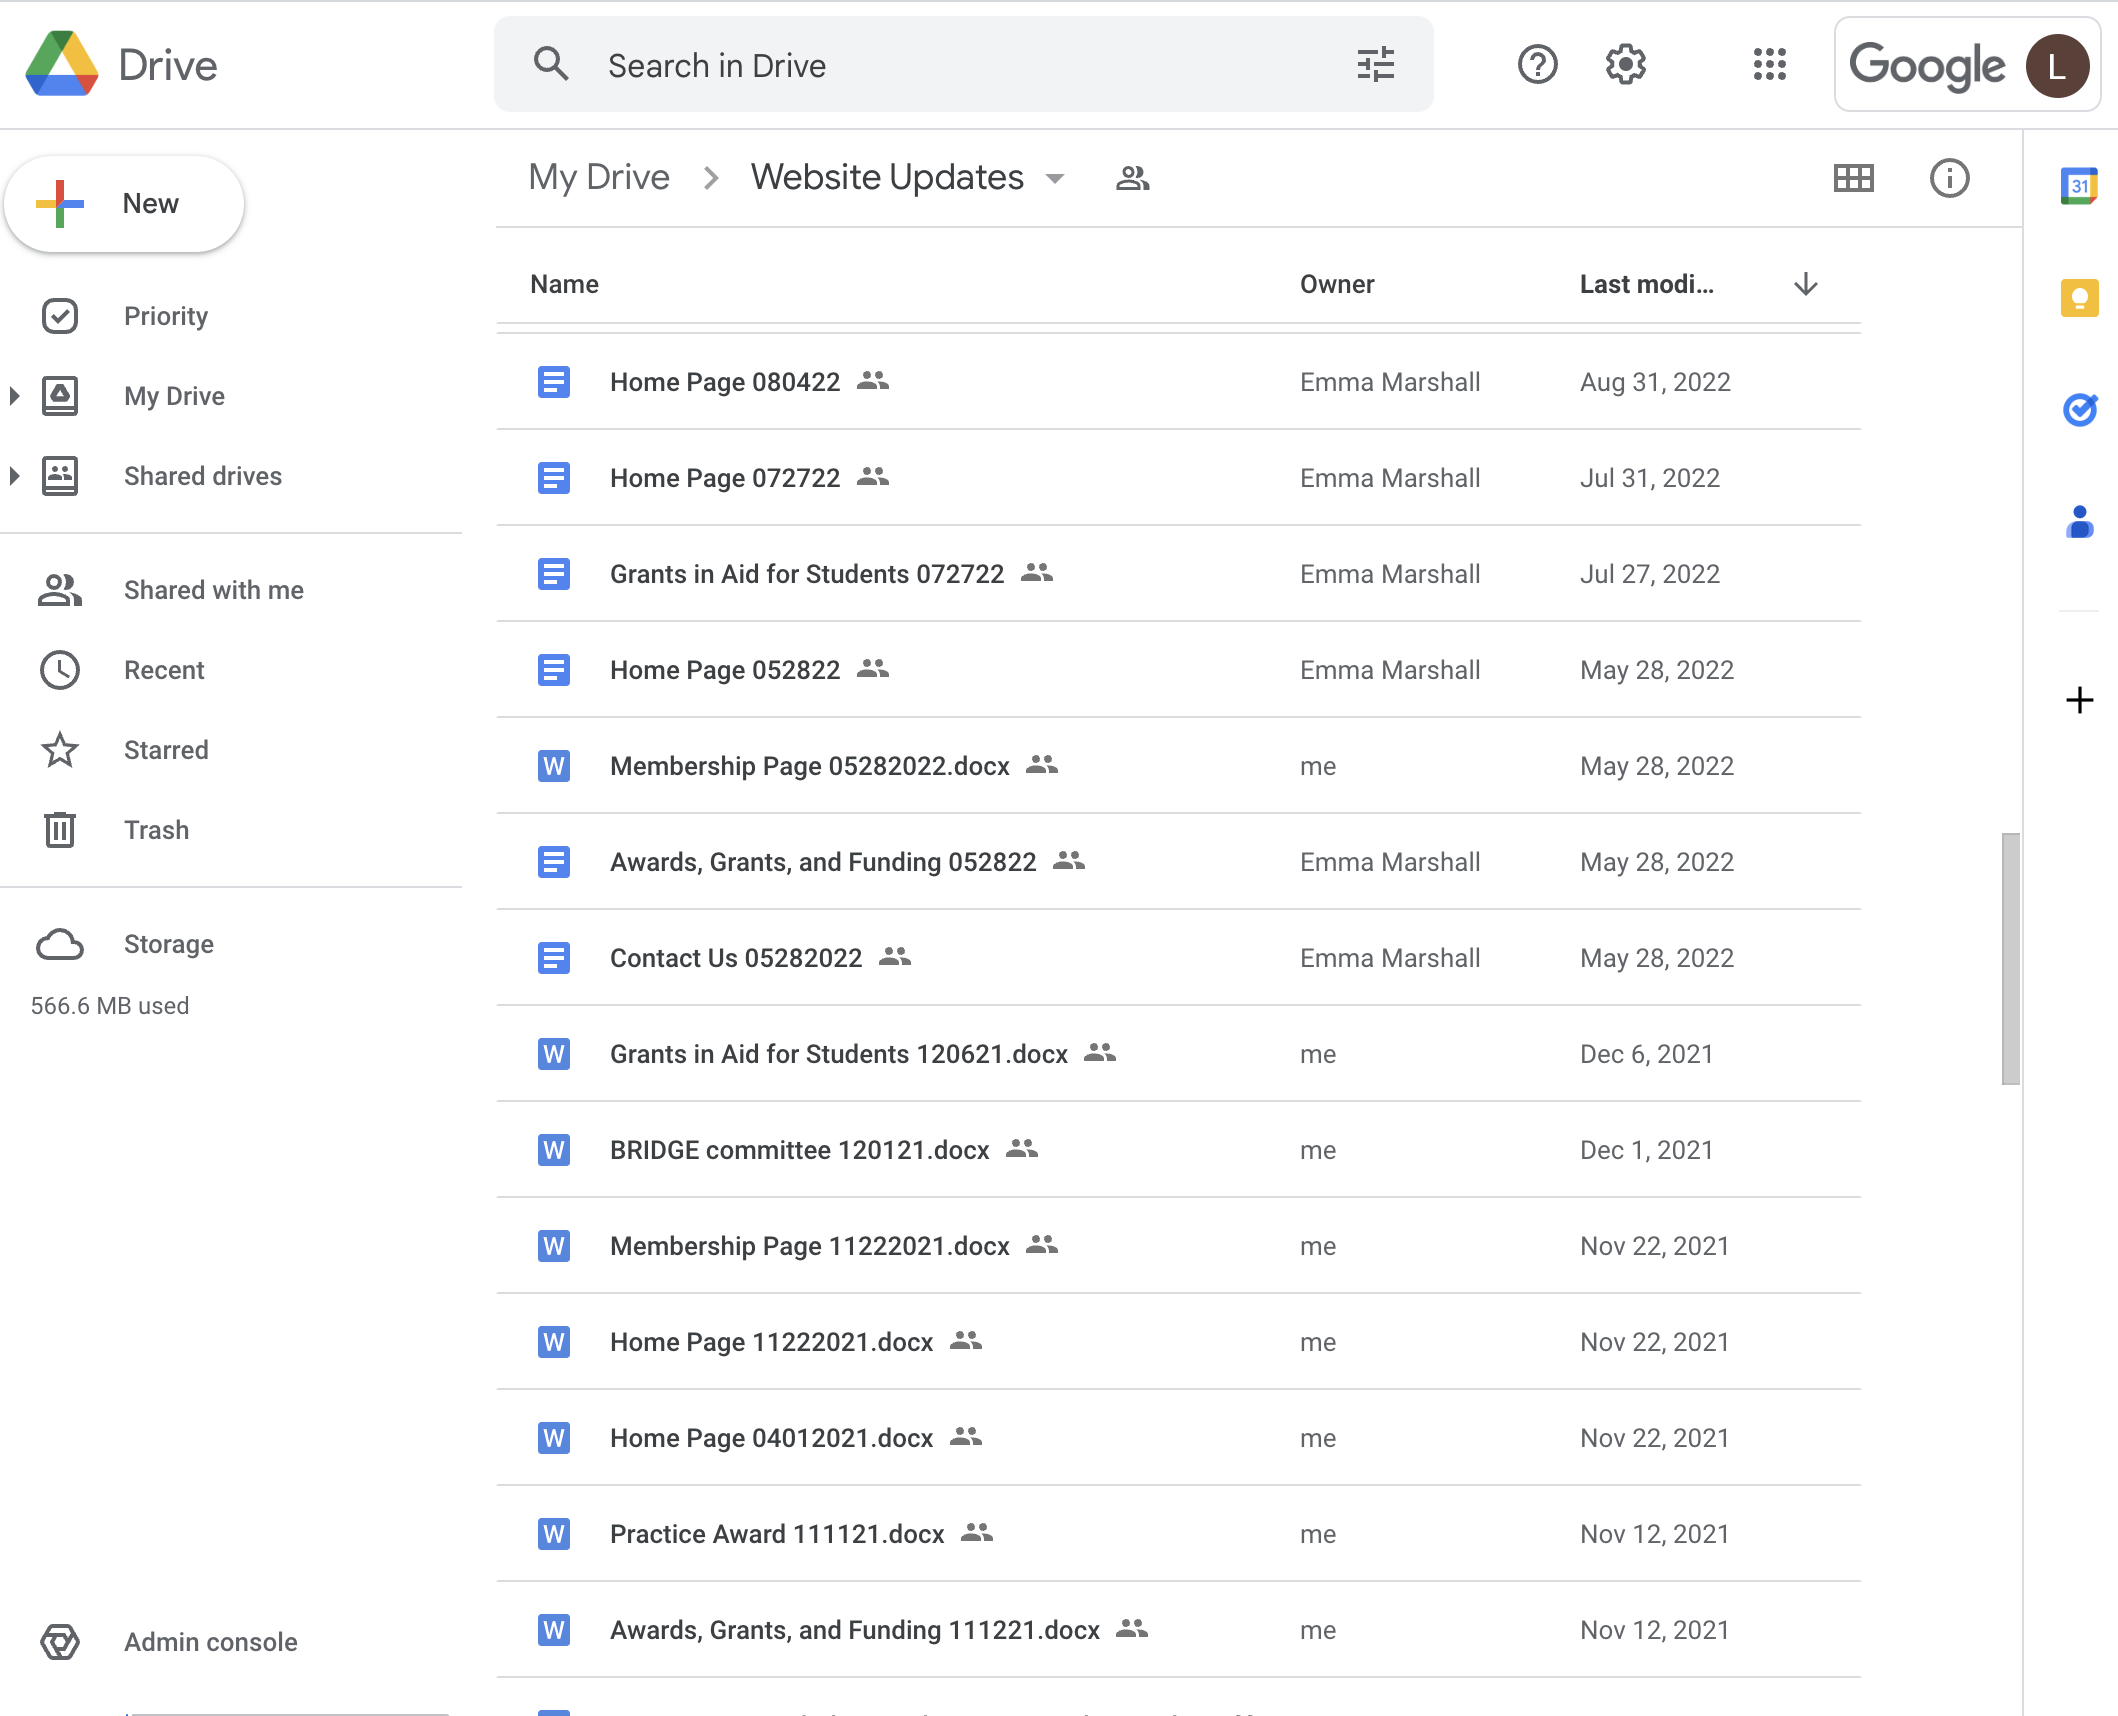 Drive
Search in Drive
Google
L
My Drive
Website Updates
31
New
Name
Owner
Last modi...
Priority
My Drive
Shared drives
Shared with me
Recent
Starred
Trash
Storage
566.6 MB used
Admin console
Home Page 080422 Emma Marshall Aug 31, 2022
Home Page 072722 Emma Marshall Jul 31, 2022
Grants in Aid for Students 072722 Emma Marshall Jul 27, 2022
Home Page 052822 Emma Marshall May 28, 2022
W Membership Page 05282022.docx me May 28, 2022
Awards, Grants, and Funding 052822 Emma Marshall May 28, 2022
Contact Us 05282022 Emma Marshall May 28, 2022
W Grants in Aid for Students 120621.docx me Dec 6, 2021
W BRIDGE committee 120121.docx me Dec 1, 2021
W Membership Page 11222021.docx me Nov 22, 2021
W Home Page 11222021.docx me Nov 22, 2021
W Home Page 04012021.docx me Nov 22, 2021
W Practice Award 111121.docx me Nov 12, 2021
W Awards, Grants, and Funding 111221.docx me Nov 12, 2021